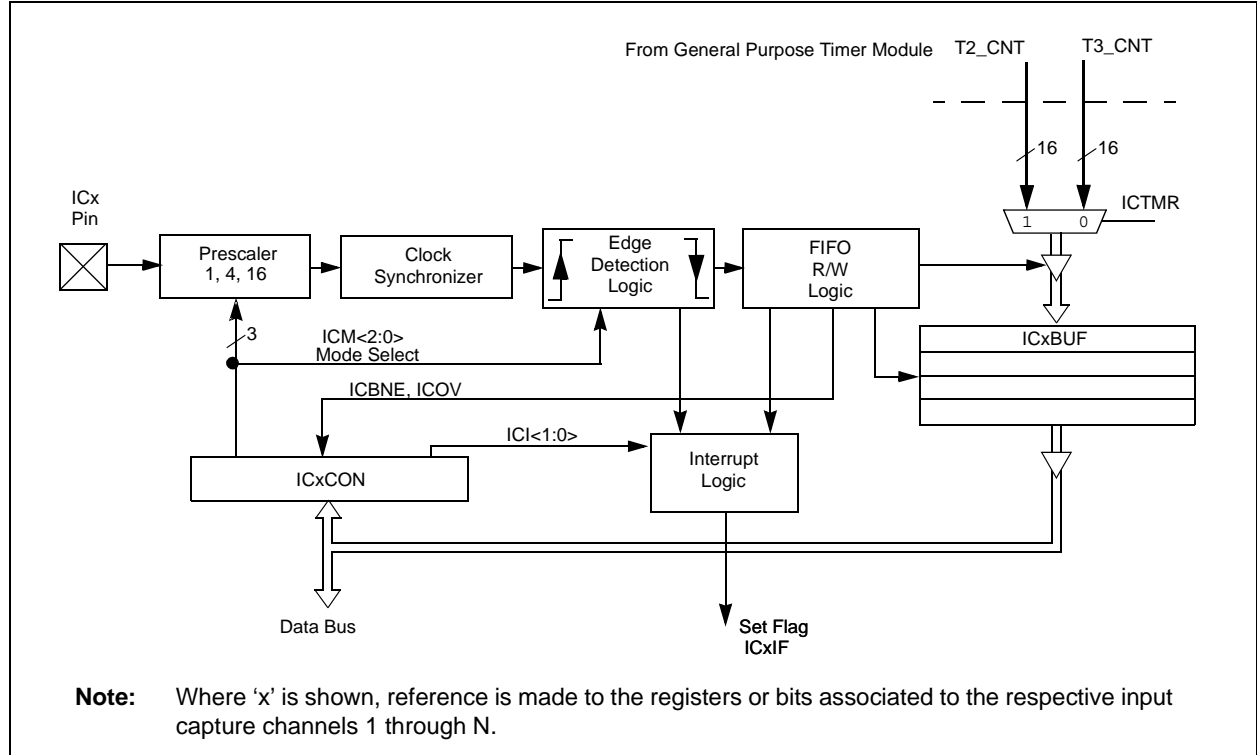 From General Purpose Timer Module
T2_CNT
T3_CNT
16
16
ICx
Pin
ICTMR
1
0
Prescaler
1, 4, 16
Clock
Synchronizer
Edge
Detection
Logic
FIFO
R/W
Logic
3
ICM<2:0>
Mode Select
ICxBUF
ICBNE, ICOV
ICI<1:0>
Interrupt
Logic
ICxCON
Data Bus
Set Flag
ICxIF
Note: Where ‘x’ is shown, reference is made to the registers or bits associated to the respective input
capture channels 1 through N.